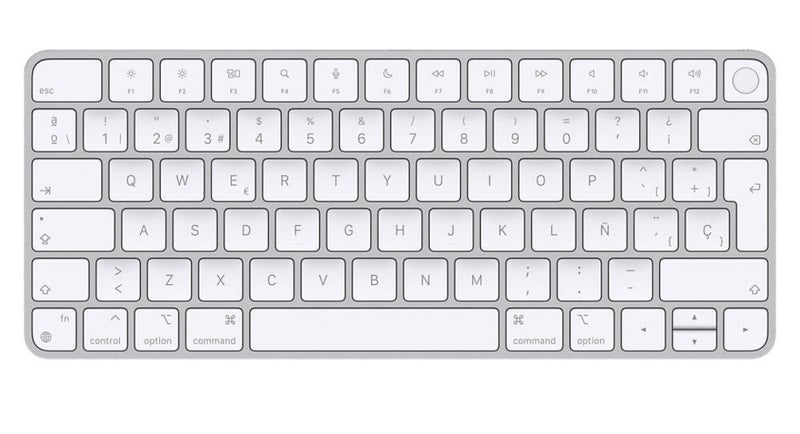 esc F1 F2 F3 F4 F5 F6 F7 F8 F9 F10 F11 F12
ª ! " · $ % & / ( ) = ? ¿
º \ 1 | 2 @ 3 # 4 5 6 7 8 9 0 ' ¡
Q W E € R T Y U I O P ^ ` [ * + ]
A S D F G H J K L Ñ ¨ ´ { Ç }
> < Z X C V B N M ; , : . _ -
fn ^ ⌥ ⌘ ⌘ ⌥
control option command command option